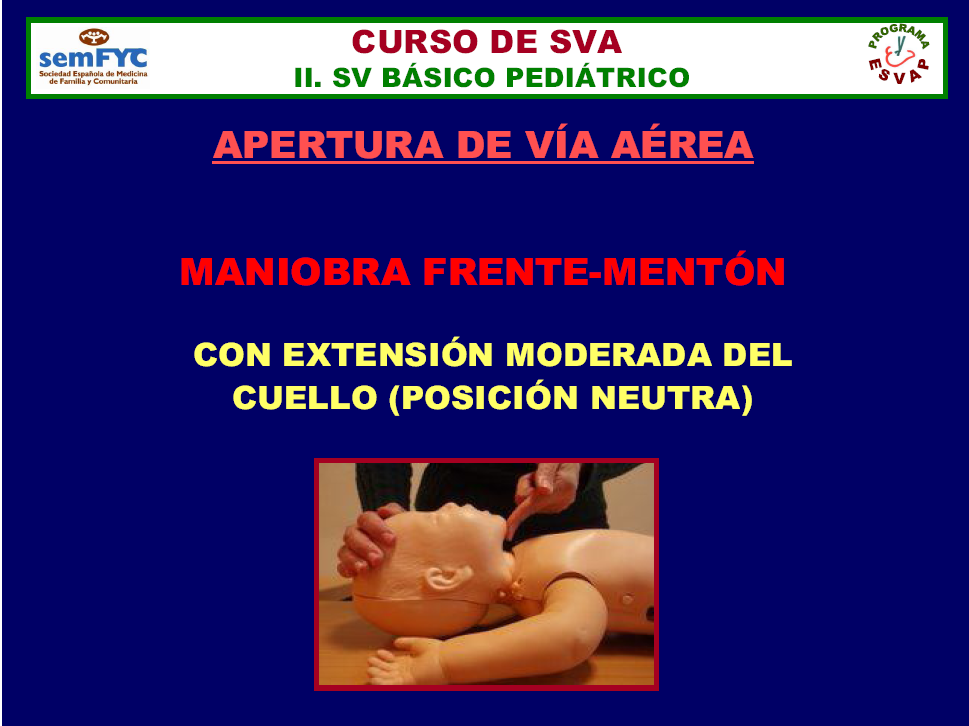 semFYC
Sociedad Española de Medicina
de Familia y Comunitaria
CURSO DE SVA
II. SV BÁSICO PEDIÁTRICO
PROGRAMA
ESVAP
APERTURA DE VÍA AÉREA
MANIOBRA FRENTE-MENTÓN
CON EXTENSIÓN MODERADA DEL
CUELLO (POSICIÓN NEUTRA)